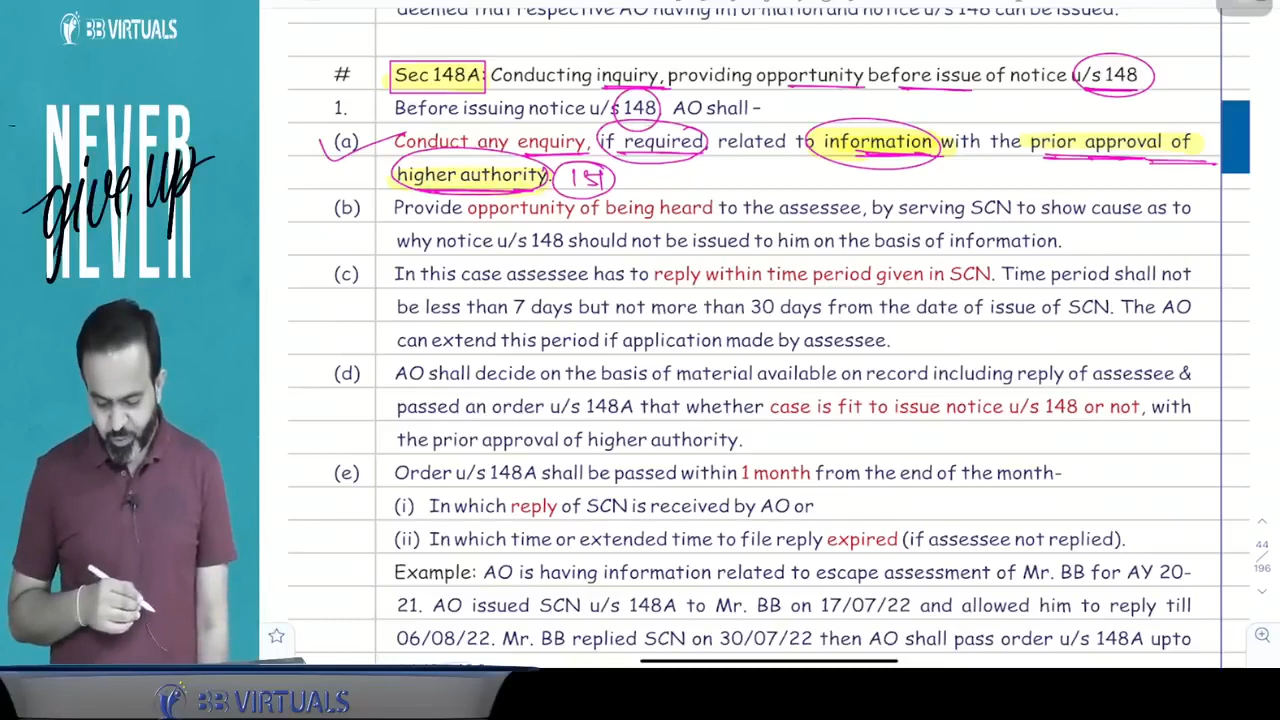 BB VIRTUALS
NEVER
give up
NEVER
deemed that respective AO having information and notice u/s 148 can be issued.
# Sec 148A: Conducting inquiry, providing opportunity before issue of notice u/s 148
1. Before issuing notice u/s 148, AO shall –
(a) Conduct any enquiry, if required, related to information with the prior approval of
higher authority. 1st
(b) Provide opportunity of being heard to the assessee, by serving SCN to show cause as to
why notice u/s 148 should not be issued to him on the basis of information.
(c) In this case assessee has to reply within time period given in SCN. Time period shall not
be less than 7 days but not more than 30 days from the date of issue of SCN. The AO
can extend this period if application made by assessee.
(d) AO shall decide on the basis of material available on record including reply of assessee &
passed an order u/s 148A that whether case is fit to issue notice u/s 148 or not, with
the prior approval of higher authority.
(e) Order u/s 148A shall be passed within 1 month from the end of the month-
(i) In which reply of SCN is received by AO or
(ii) In which time or extended time to file reply expired (if assessee not replied).
Example: AO is having information related to escape assessment of Mr. BB for AY 20-
21. AO issued SCN u/s 148A to Mr. BB on 17/07/22 and allowed him to reply till
06/08/22. Mr. BB replied SCN on 30/07/22 then AO shall pass order u/s 148A upto
44
196
BB VIRTUALS